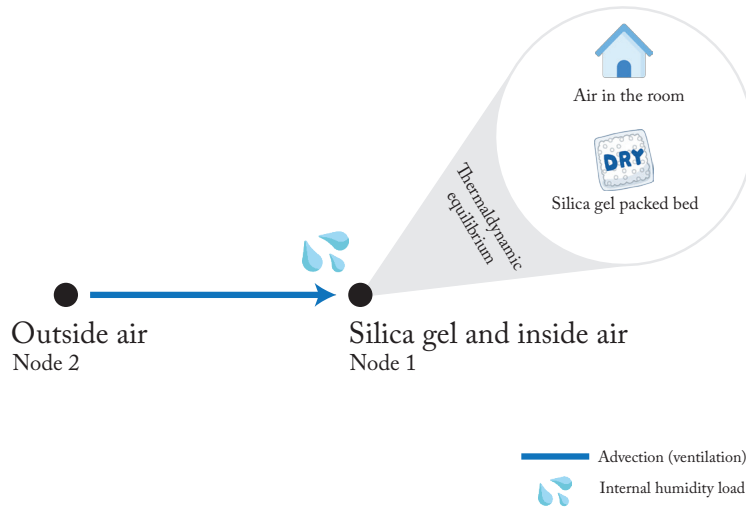 Air in the room
DRY
Silica gel packed bed
Thermaldynamic
equilibrium
Outside air
Node 2
Silica gel and inside air
Node 1
Advection (ventilation)
Internal humidity load